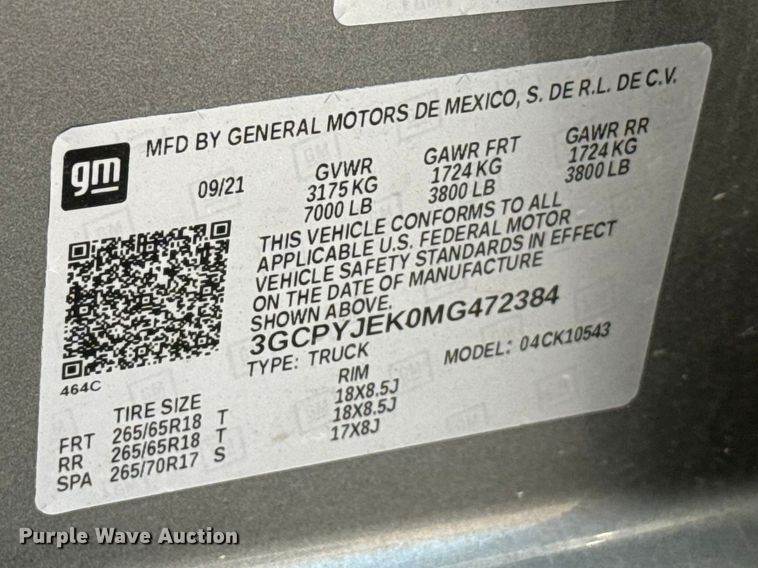 MFD BY GENERAL MOTORS DE MEXICO, S. DE R.L. DE C.V.
gm
09/21
GVWR GAWR FRT GAWR RR
3175 KG 1724 KG 1724 KG
7000 LB 3800 LB 3800 LB
THIS VEHICLE CONFORMS TO ALL
APPLICABLE U.S. FEDERAL MOTOR
VEHICLE SAFETY STANDARDS IN EFFECT
ON THE DATE OF MANUFACTURE
SHOWN ABOVE.
3GCPYJEK0MG472384
TYPE: TRUCK MODEL: 04CK10543
464C
TIRE SIZE RIM
FRT 265/65R18 T 18X8.5J
RR 265/65R18 T 18X8.5J
SPA 265/70R17 S 17X8J
Purple Wave Auction